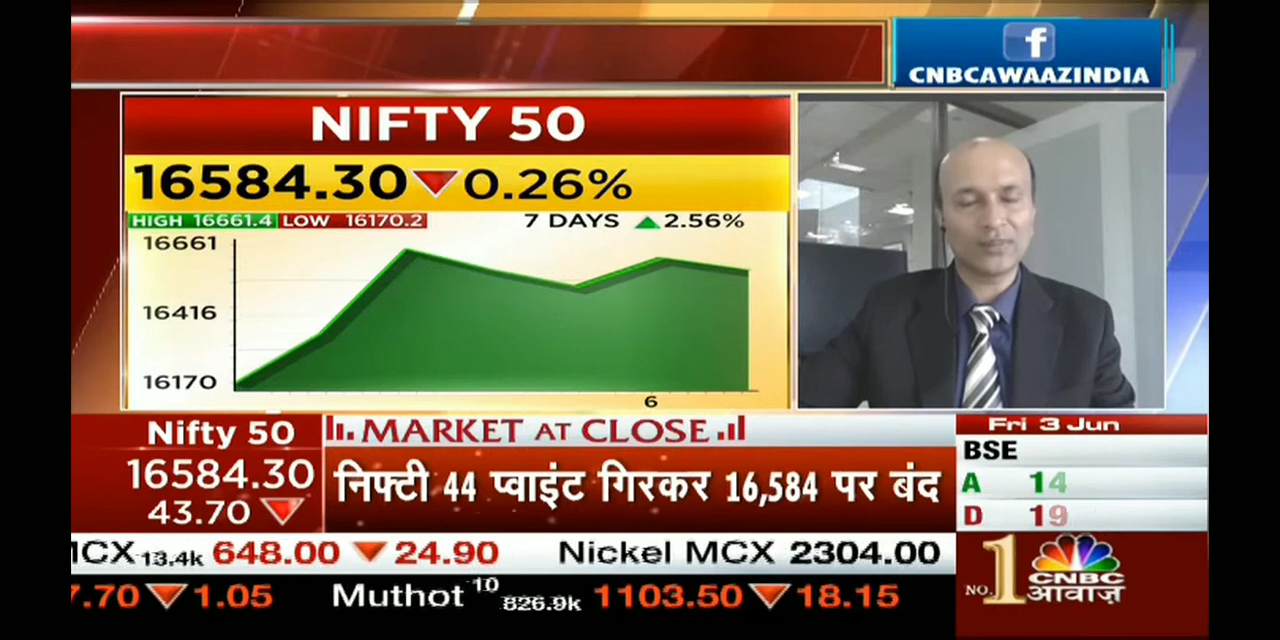 f
CNBCAWAAZINDIA
NIFTY 50
16584.30 ▼ 0.26%
HIGH 16661.4 LOW 16170.2 7 DAYS ▲ 2.56%
16661
16416
16170
6
Nifty 50
16584.30
43.70 ▼
MARKET AT CLOSE
निफ्टी 44 प्वाइंट गिरकर 16,584 पर बंद
Fri 3 Jun
BSE
A 14
D 19
MCX 13.4k 648.00 ▼ 24.90 Nickel MCX 2304.00
7.70 ▼ 1.05 Muthot 10 826.9k 1103.50 ▼ 18.15
NO. 1 CNBC
आवाज़